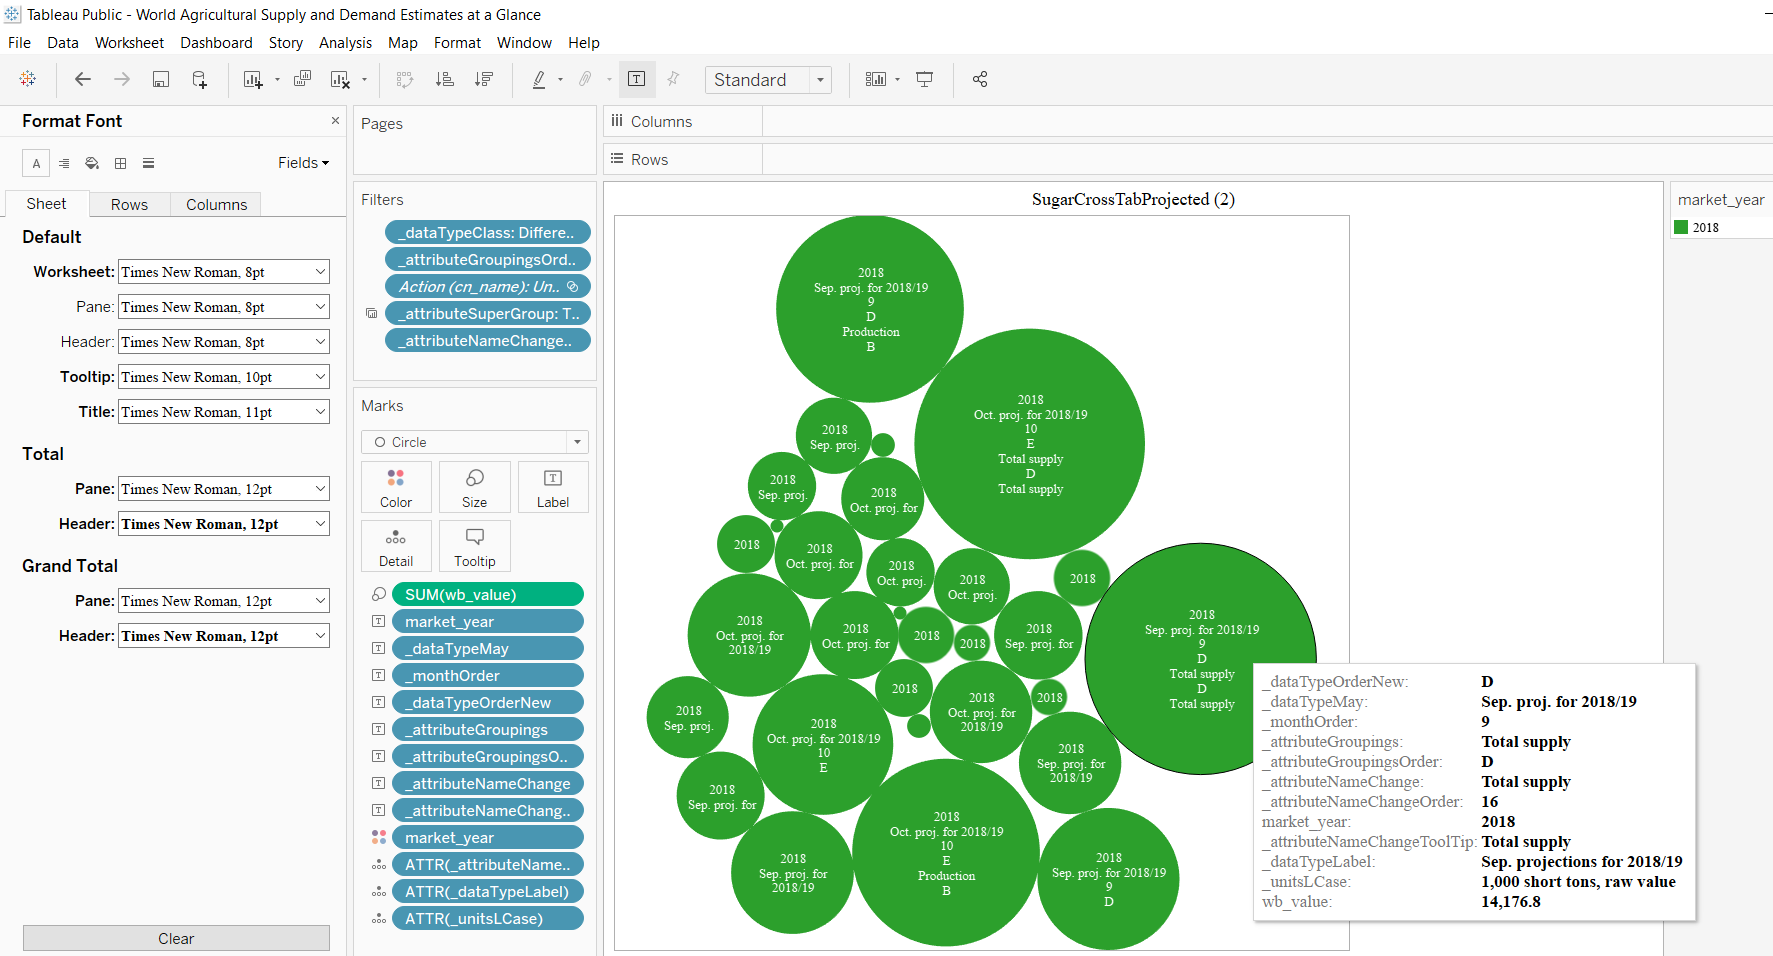 Tableau Public - World Agricultural Supply and Demand Estimates at a Glance
File Data Worksheet Dashboard Story Analysis Map Format Window Help
T
Standard
Format Font
A
Fields
Sheet Rows Columns
Default
Worksheet: Times New Roman, 8pt
Pane: Times New Roman, 8pt
Header: Times New Roman, 8pt
Tooltip: Times New Roman, 10pt
Title: Times New Roman, 11pt
Total
Pane: Times New Roman, 12pt
Header: Times New Roman, 12pt
Grand Total
Pane: Times New Roman, 12pt
Header: Times New Roman, 12pt
Clear
Pages
Filters
_dataTypeClass: Differe..
_attributeGroupingsOrd..
Action (cn_name): Un..
_attributeSuperGroup: T..
_attributeNameChange..
Marks
Circle
Color
Size
T
Label
Detail
Tooltip
SUM(wb_value)
T market_year
T _dataTypeMay
T _monthOrder
T _dataTypeOrderNew
T _attributeGroupings
T _attributeGroupingsO..
T _attributeNameChange
T _attributeNameChang..
market_year
ATTR(_attributeName..
ATTR(_dataTypeLabel)
ATTR(_unitsLCase)
Columns
Rows
SugarCrossTabProjected (2)
2018
Sep. proj. for 2018/19
9
D
Production
B
2018
Oct. proj. for 2018/19
10
E
Total supply
D
Total supply
2018
Sep. proj.
2018
Sep. proj.
2018
Oct. proj. for
2018
2018
Oct. proj. for
2018
Oct. proj.
2018
Oct. proj.
2018
2018
Sep. proj. for 2018/19
9
D
Total supply
D
Total supply
2018
Oct. proj. for
2018/19
2018
Oct. proj. for
2018
2018
2018
Sep. proj. for
2018
2018
2018
Sep. proj.
2018
Oct. proj. for
2018/19
2018
Oct. proj. for 2018/19
10
E
2018
Sep. proj. for
2018/19
2018
Sep. proj. for
2018
Sep. proj. for
2018/19
2018
Oct. proj. for 2018/19
10
E
Production
B
2018
Sep. proj. for 2018/19
9
D
_dataTypeOrderNew: D
_dataTypeMay: Sep. proj. for 2018/19
_monthOrder: 9
_attributeGroupings: Total supply
_attributeGroupingsOrder: D
_attributeNameChange: Total supply
_attributeNameChangeOrder: 16
market_year: 2018
_attributeNameChangeToolTip: Total supply
_dataTypeLabel: Sep. projections for 2018/19
_unitsLCase: 1,000 short tons, raw value
wb_value: 14,176.8
market_year
2018